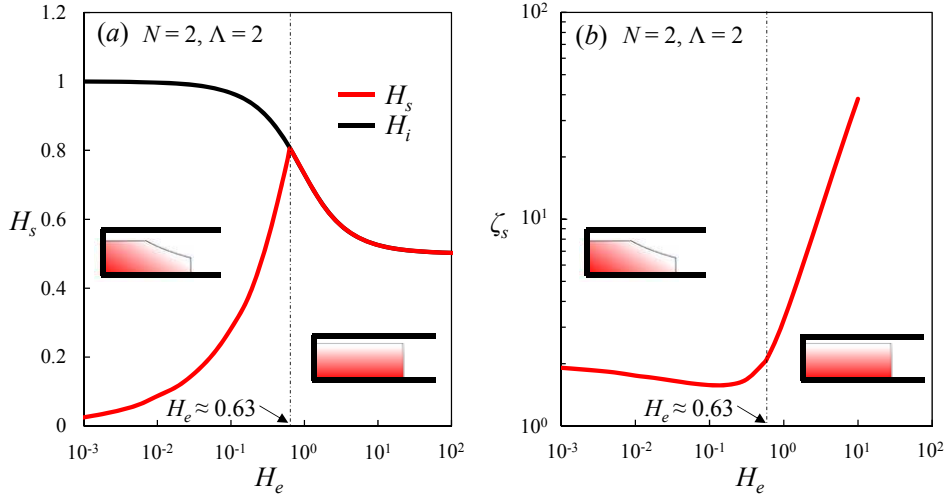 (a) N = 2, Λ = 2
1.2
1
0.8
0.6
0.4
0.2
0
H_s
H_s
H_i
H_e ≈ 0.63
10^-3 10^-2 10^-1 10^0 10^1 10^2
H_e
(b) N = 2, Λ = 2
10^2
10^1
10^0
ζ_s
H_e ≈ 0.63
10^-3 10^-2 10^-1 10^0 10^1 10^2
H_e